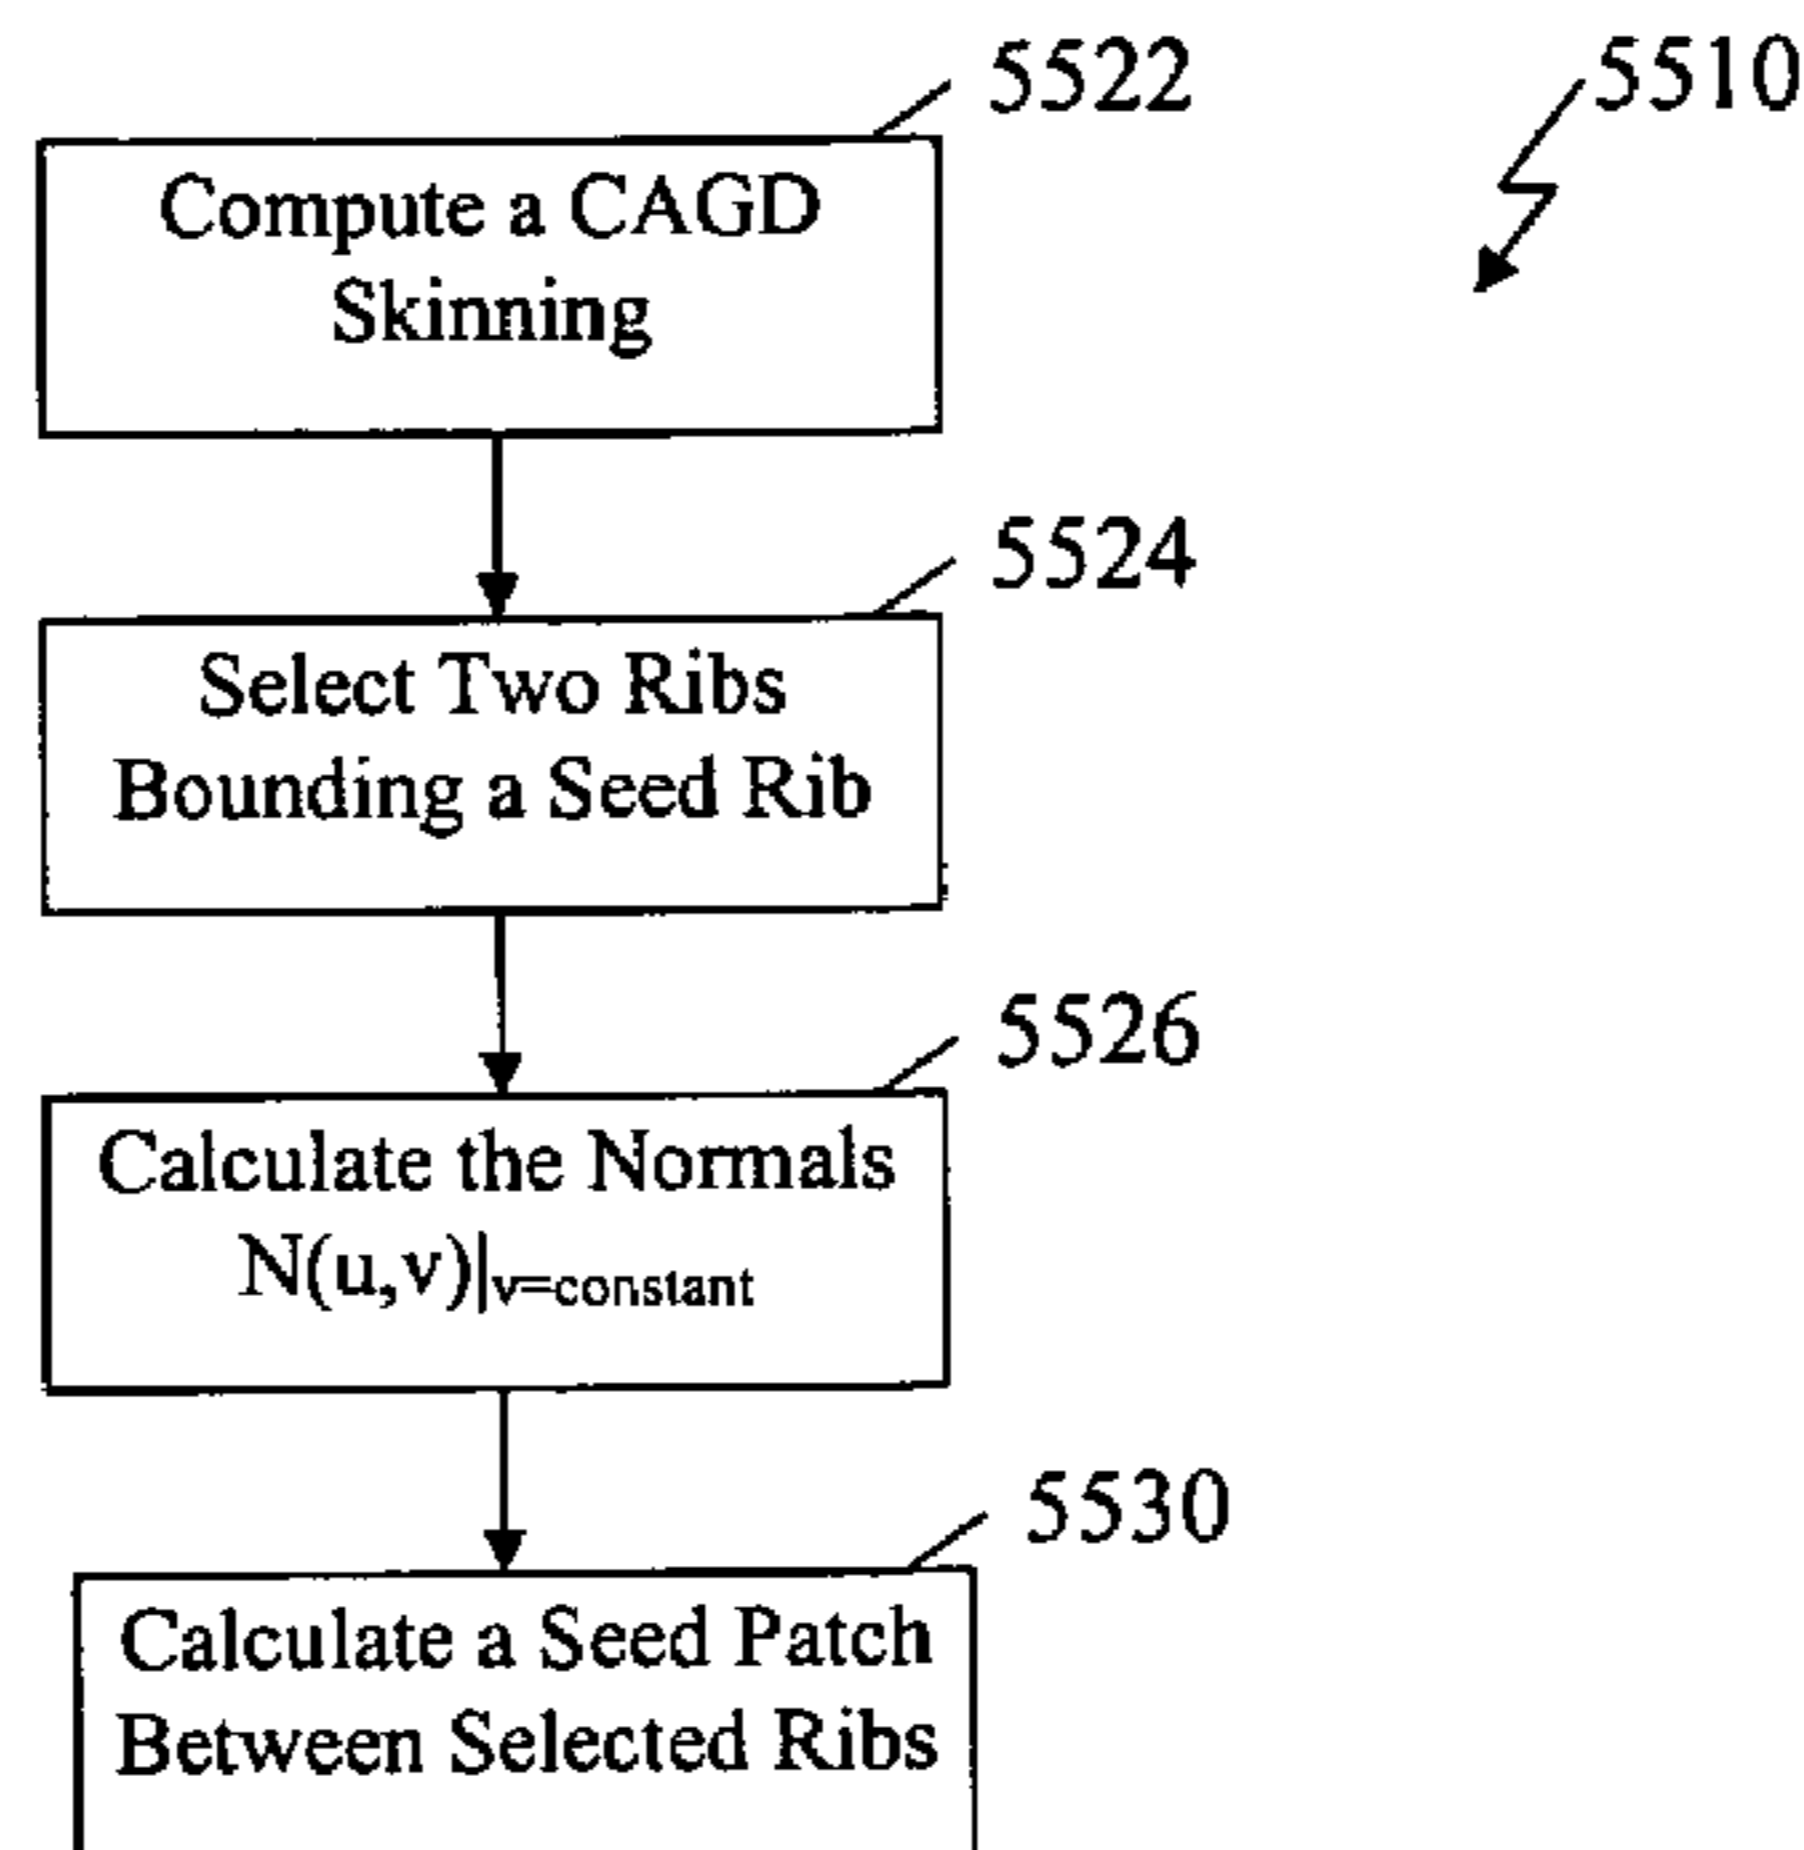 5522
5510
Compute a CAGD
Skinning
5524
Select Two Ribs
Bounding a Seed Rib
5526
Calculate the Normals
N(u,v)|v=constant
5530
Calculate a Seed Patch
Between Selected Ribs